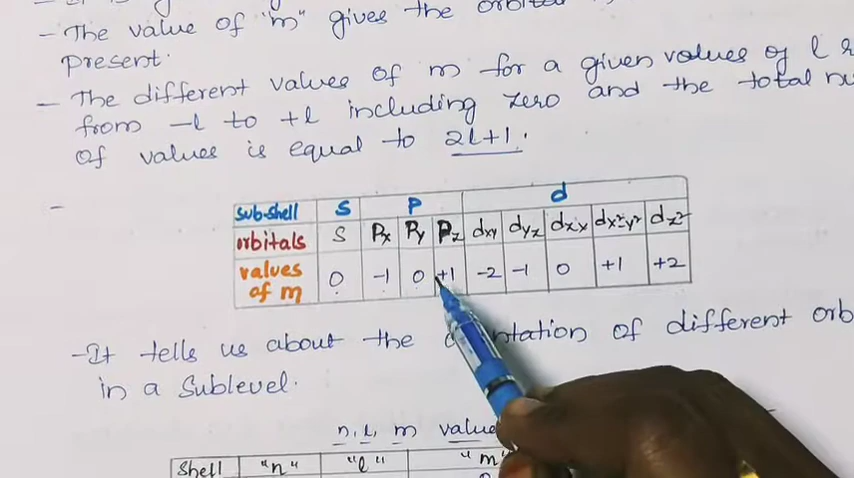 - The value of "m" gives the orbital
present.
- The different values of m for a given values of l
from -l to +l including zero and the total
of values is equal to 2l+1.
-
sub-shell S P d
orbitals S Px Py Pz dxy dyz dzx dx²-y² dz²
values of m 0 -1 0 +1 -2 -1 0 +1 +2
- It tells us about the of different orb
in a Sublevel.
n, l, m value
Shell "n" "l" "m"